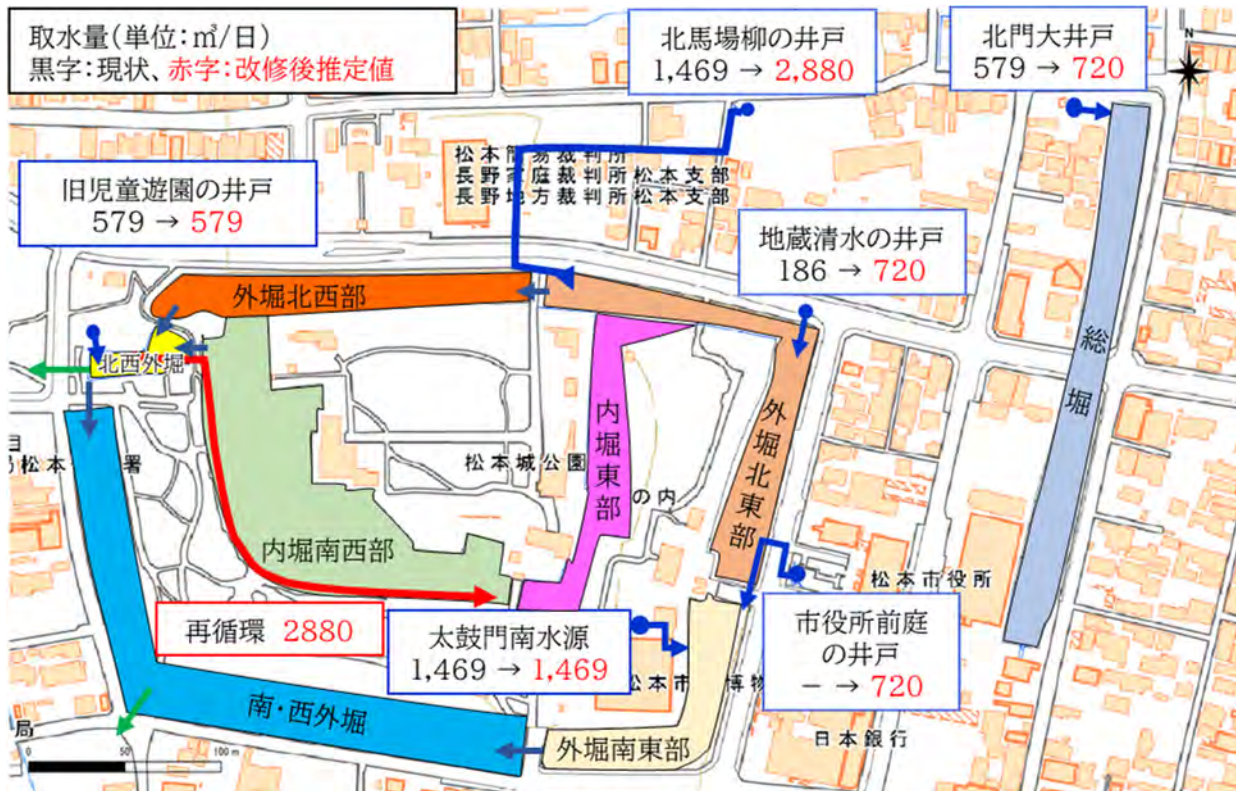 取水量(単位:㎥/日)
黒字:現状、赤字:改修後推定値
北馬場柳の井戸
1,469 → 2,880
北門大井戸
579 → 720
N
松本簡易裁判所
長野家庭裁判所松本支部
長野地方裁判所松本支部
旧児童遊園の井戸
579 → 579
地蔵清水の井戸
186 → 720
外堀北西部
北西外堀
総堀
内堀東部
外堀北東部
松本城公園
の内
松本
署
内堀南西部
松本市役所
再循環 2880
太鼓門南水源
1,469 → 1,469
市役所前庭
の井戸
− → 720
松本市
博物
南・西外堀
外堀南東部
日本銀行
局
0 50 100 m